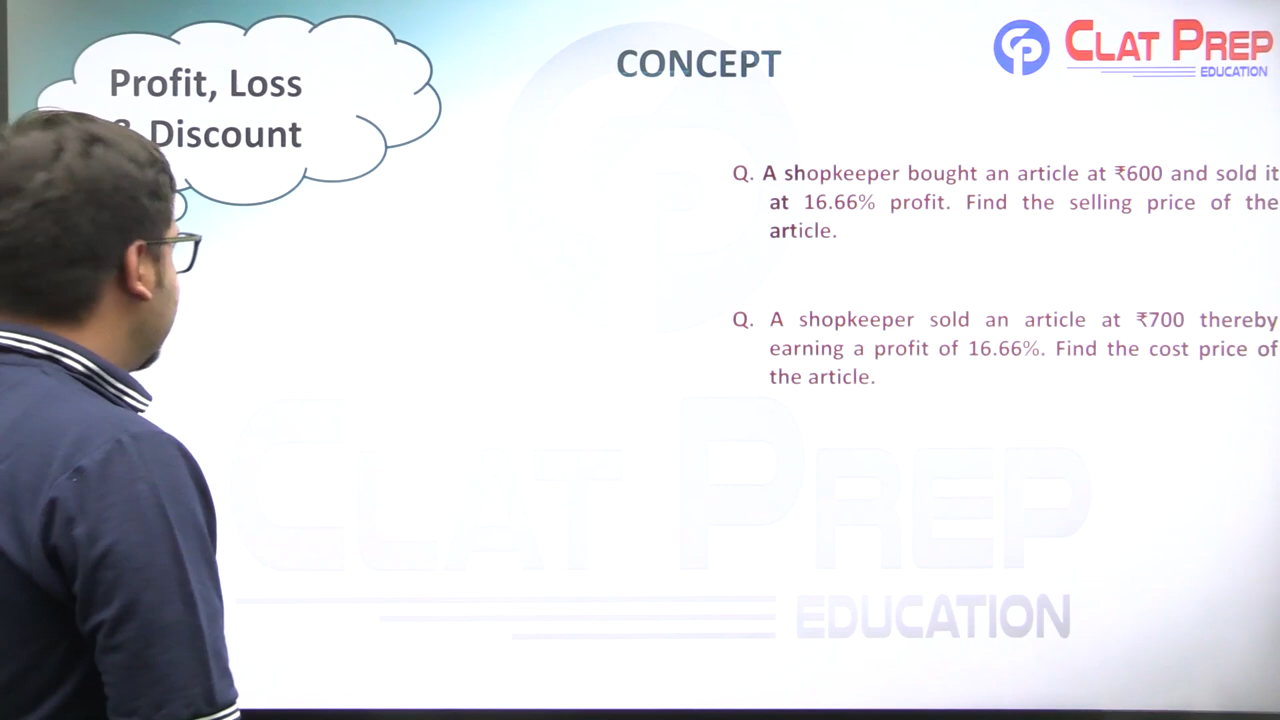 Profit, Loss
& Discount
CONCEPT
CLAT PREP
EDUCATION
Q. A shopkeeper bought an article at ₹600 and sold it
at 16.66% profit. Find the selling price of the
article.
Q. A shopkeeper sold an article at ₹700 thereby
earning a profit of 16.66%. Find the cost price of
the article.
CLAT PREP
EDUCATION